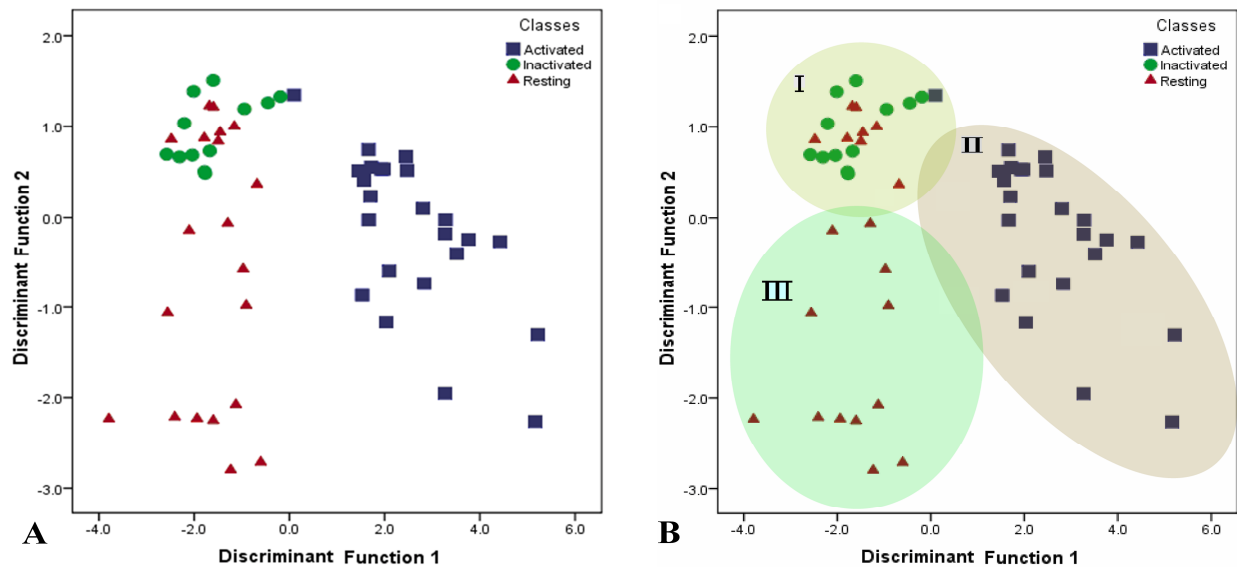 Classes
Activated
Inactivated
Resting
2.0
1.0
0.0
-1.0
-2.0
-3.0
Discriminant Function 2
-4.0 -2.0 0.0 2.0 4.0 6.0
Discriminant Function 1
A
Classes
Activated
Inactivated
Resting
I
II
III
2.0
1.0
0.0
-1.0
-2.0
-3.0
Discriminant Function 2
-4.0 -2.0 0.0 2.0 4.0 6.0
Discriminant Function 1
B